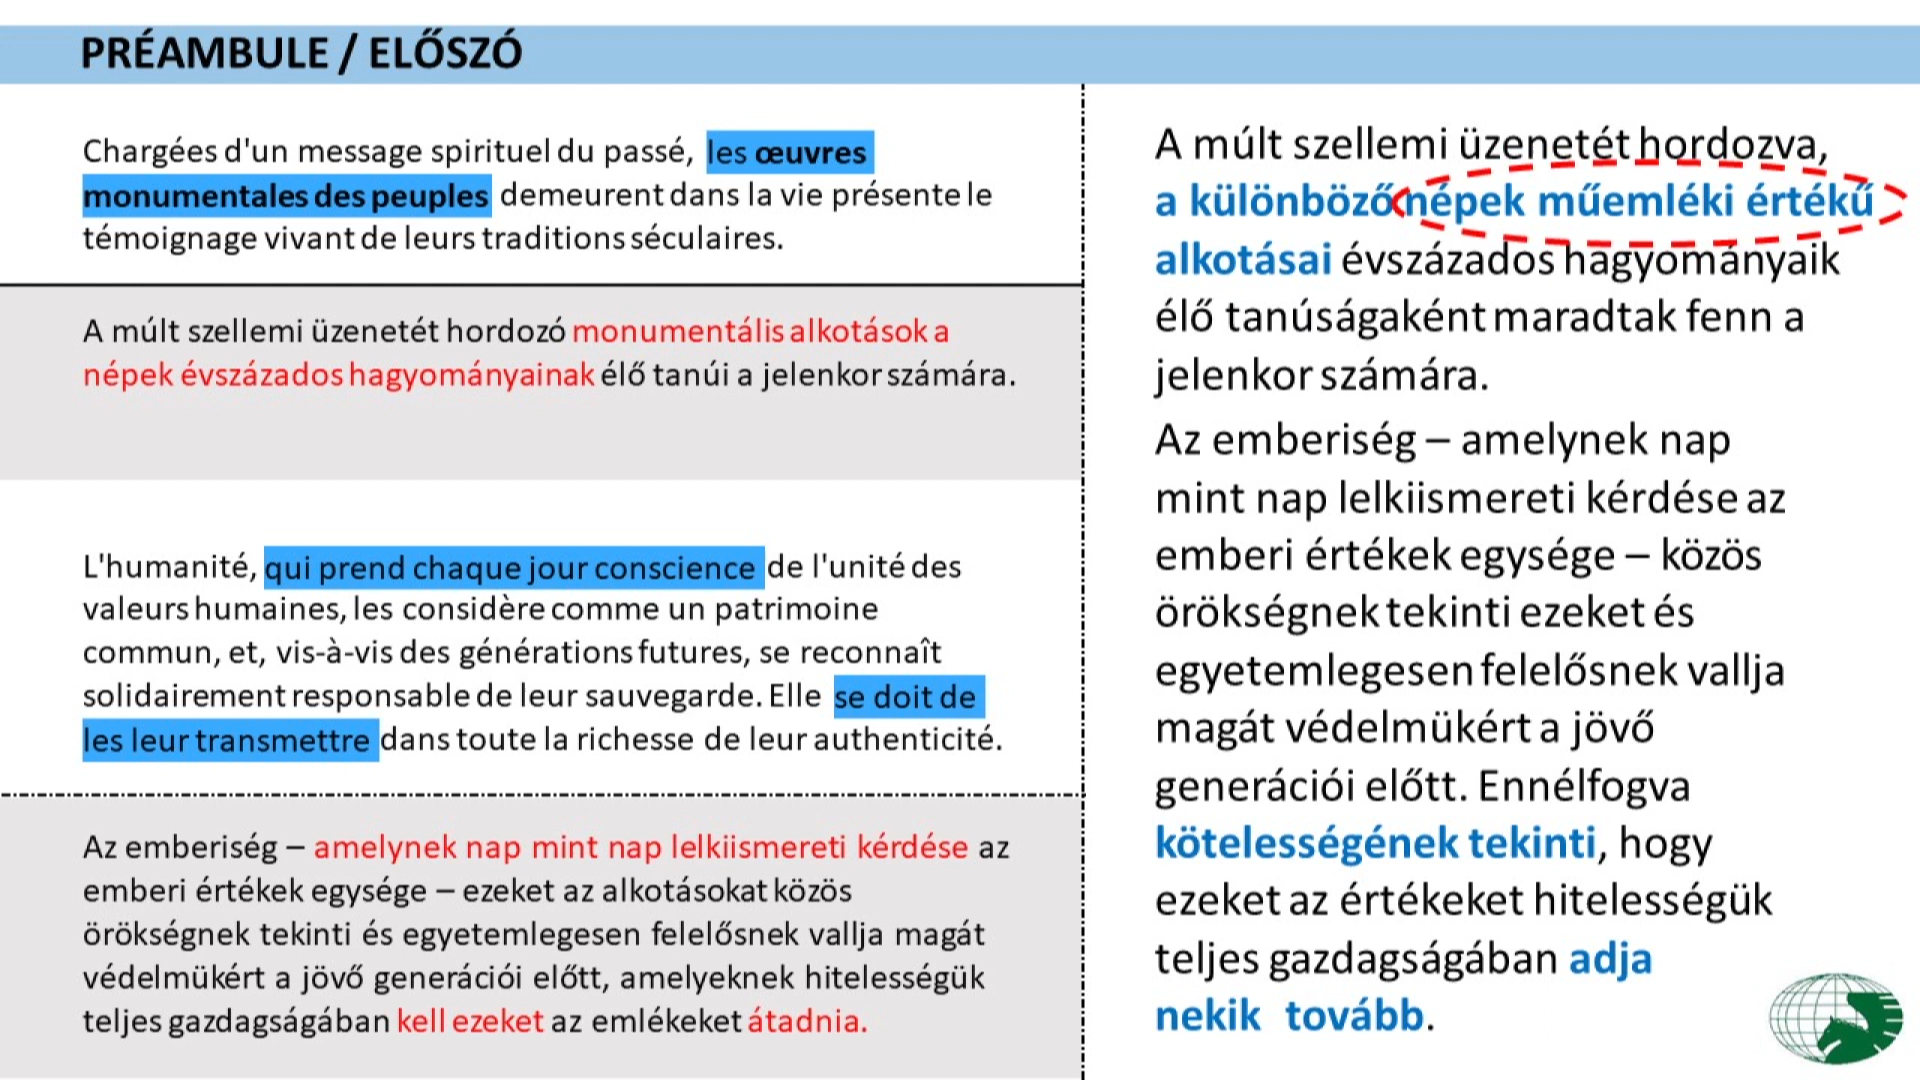 PRÉAMBULE / ELŐSZÓ
Chargées d'un message spirituel du passé, les œuvres
monumentales des peuples demeurent dans la vie présente le
témoignage vivant de leurs traditions séculaires.
A múlt szellemi üzenetét hordozó monumentális alkotások a
népek évszázados hagyományainak élő tanúi a jelenkor számára.
L'humanité, qui prend chaque jour conscience de l'unité des
valeurs humaines, les considère comme un patrimoine
commun, et, vis-à-vis des générations futures, se reconnaît
solidairement responsable de leur sauvegarde. Elle se doit de
les leur transmettre dans toute la richesse de leur authenticité.
Az emberiség – amelynek nap mint nap lelkiismereti kérdése az
emberi értékek egysége – ezeket az alkotásokat közös
örökségnek tekinti és egyetemlegesen felelősnek vallja magát
védelmükért a jövő generációi előtt, amelyeknek hitelességük
teljes gazdagságában kell ezeket az emlékeket átadnia.
A múlt szellemi üzenetét hordozva,
a különböző népek műemléki értékű
alkotásai évszázados hagyományaik
élő tanúságaként maradtak fenn a
jelenkor számára.
Az emberiség – amelynek nap
mint nap lelkiismereti kérdése az
emberi értékek egysége – közös
örökségnek tekinti ezeket és
egyetemlegesen felelősnek vallja
magát védelmükért a jövő
generációi előtt. Ennélfogva
kötelességének tekinti, hogy
ezeket az értékeket hitelességük
teljes gazdagságában adja
nekik tovább.